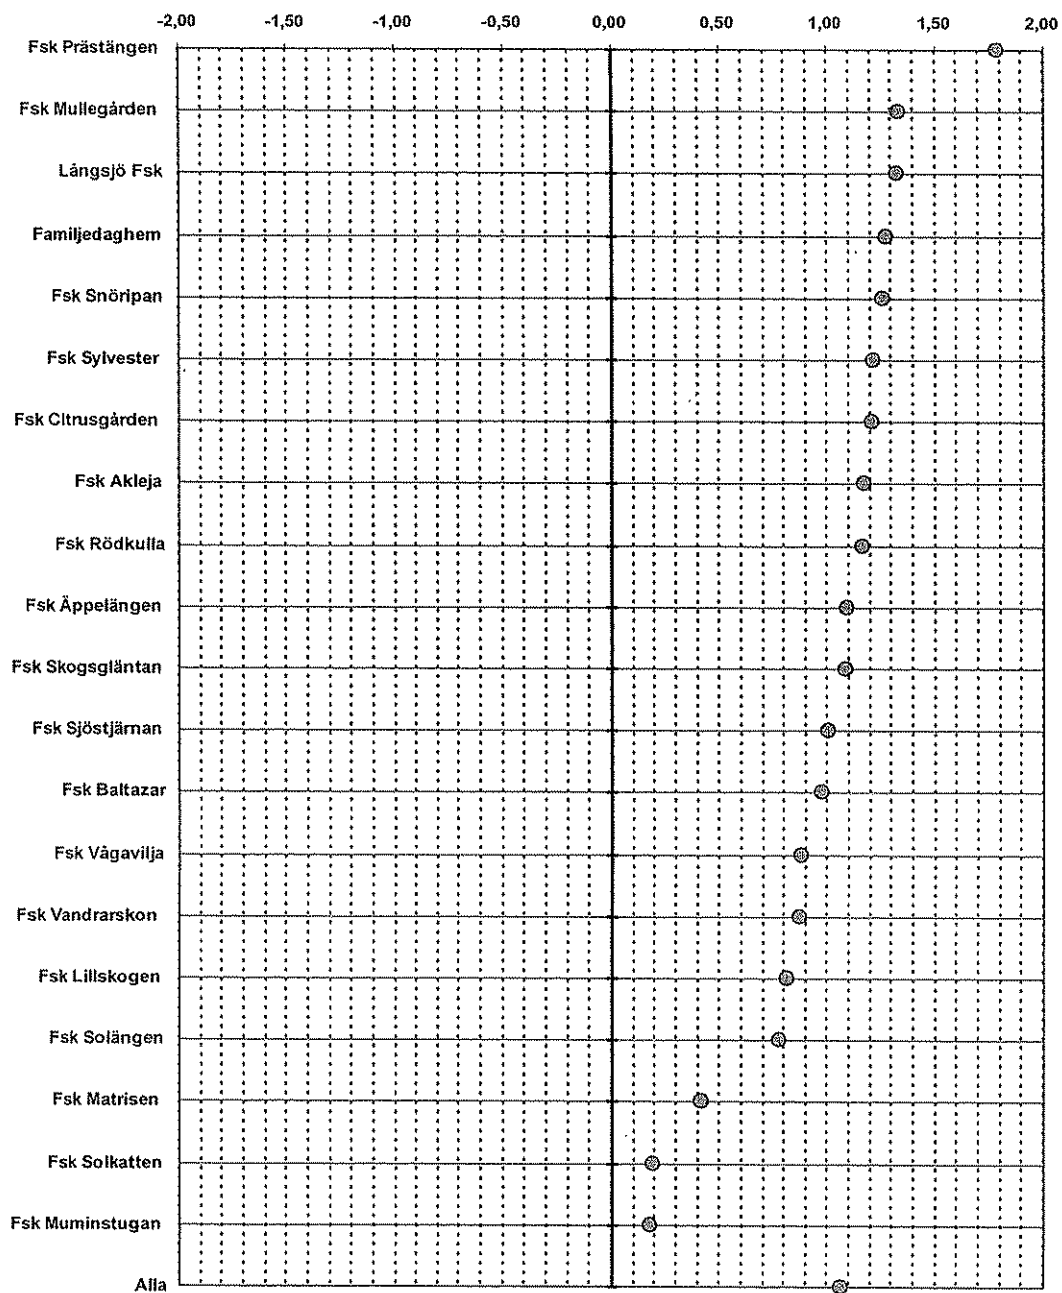 -2,00 -1,50 -1,00 -0,50 0,00 0,50 1,00 1,50 2,00
Fsk Prästängen
Fsk Mullegården
Långsjö Fsk
Familjedaghem
Fsk Snöripan
Fsk Sylvester
Fsk Citrusgården
Fsk Akleja
Fsk Rödkulla
Fsk Äppelängen
Fsk Skogsgläntan
Fsk Sjöstjärnan
Fsk Baltazar
Fsk Vågavilja
Fsk Vandrarskon
Fsk Lillskogen
Fsk Solängen
Fsk Matrisen
Fsk Solkatten
Fsk Muminstugan
Alla